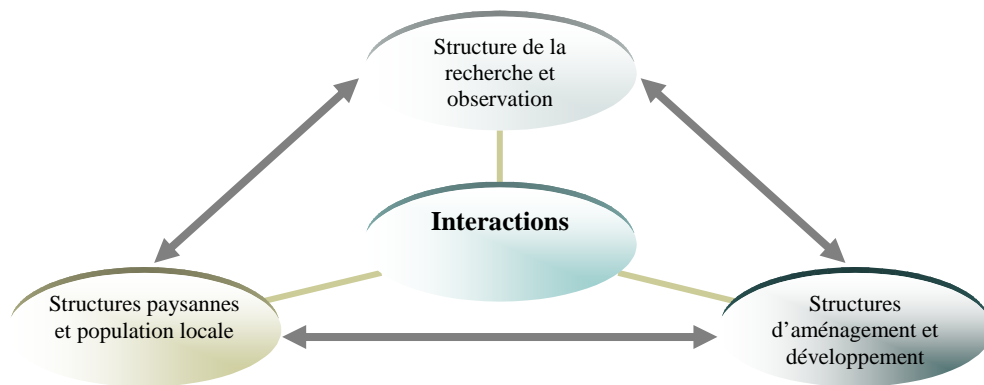 Structure de la
recherche et
observation
Interactions
Structures paysannes
et population locale
Structures
d’aménagement et
développement